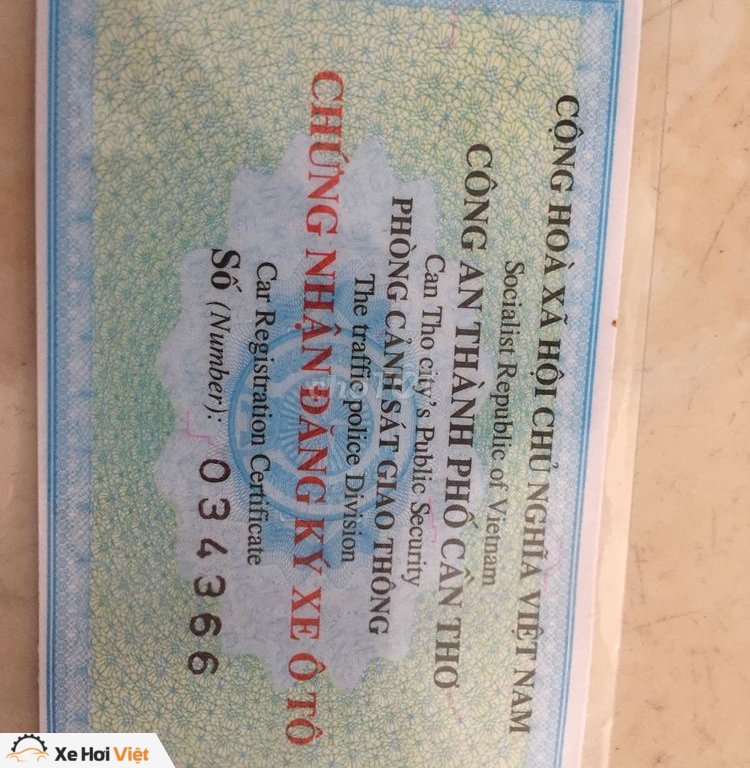 CỘNG HOÀ XÃ HỘI CHỦ NGHĨA VIỆT NAM
Socialist Republic of Vietnam
CÔNG AN THÀNH PHỐ CẦN THƠ
Can Tho city's Public Security
PHÒNG CẢNH SÁT GIAO THÔNG
The traffic police Division
CHỨNG NHẬN ĐĂNG KÝ XE Ô TÔ
Car Registration Certificate
Số (Number): 034366
Xe Hơi Việt